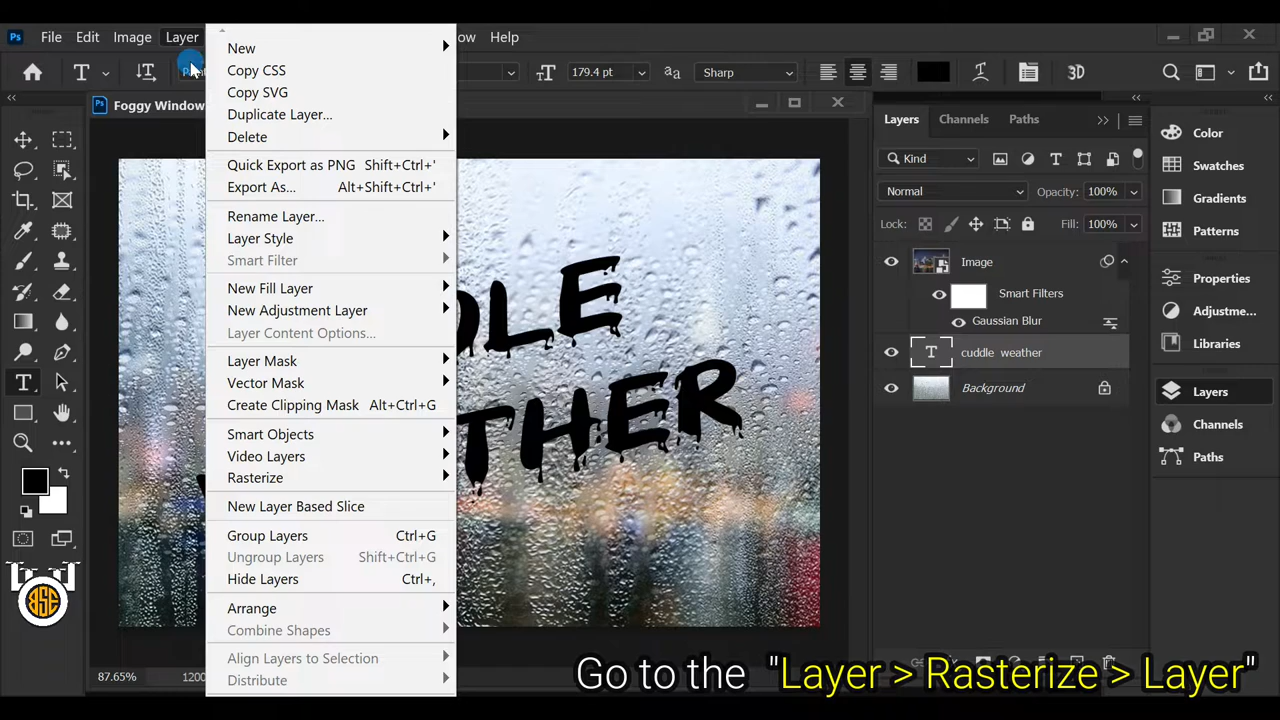 Ps File Edit Image Layer ow Help
179.4 pt Sharp 3D
Ps Foggy Window
New
Copy CSS
Copy SVG
Duplicate Layer...
Delete
Quick Export as PNG Shift+Ctrl+'
Export As... Alt+Shift+Ctrl+'
Rename Layer...
Layer Style
Smart Filter
New Fill Layer
New Adjustment Layer
Layer Content Options...
Layer Mask
Vector Mask
Create Clipping Mask Alt+Ctrl+G
Smart Objects
Video Layers
Rasterize
New Layer Based Slice
Group Layers Ctrl+G
Ungroup Layers Shift+Ctrl+G
Hide Layers Ctrl+,
Arrange
Combine Shapes
Align Layers to Selection
Distribute
DLE
THER
Layers Channels Paths
Kind
Normal Opacity: 100%
Lock: Fill: 100%
Image
Smart Filters
Gaussian Blur
T cuddle weather
Background
Color
Swatches
Gradients
Patterns
Properties
Adjustme...
Libraries
Layers
Channels
Paths
BSE
87.65% 1200
Go to the "Layer > Rasterize > Layer"